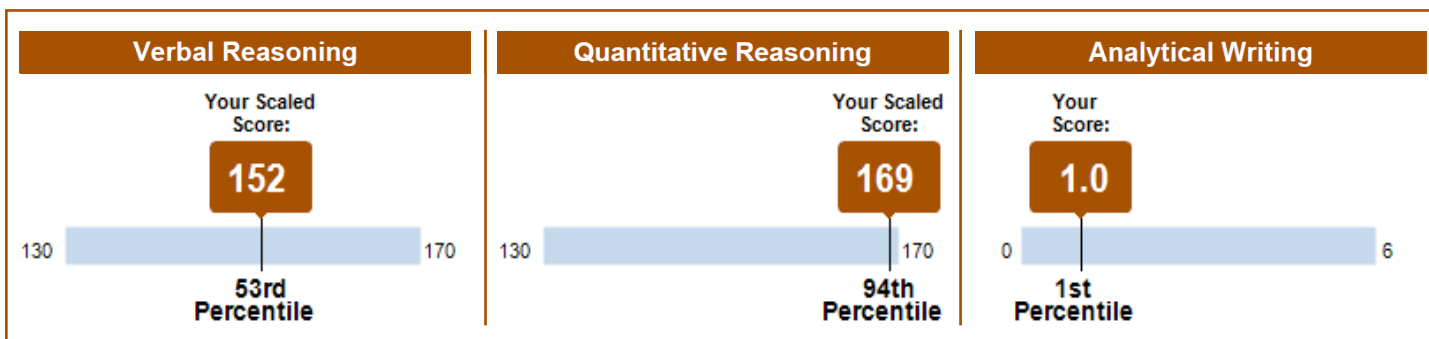 Verbal Reasoning
Your Scaled
Score:
152
130
170
53rd
Percentile
Quantitative Reasoning
Your Scaled
Score:
169
130
170
94th
Percentile
Analytical Writing
Your
Score:
1.0
0
6
1st
Percentile